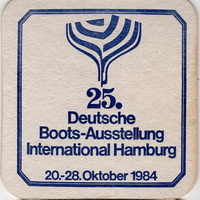 25.
Deutsche
Boots-Ausstellung
International Hamburg
20.-28. Oktober 1984